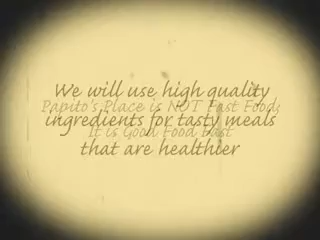 We will use high quality
Papito's Place is NOT Fast Food;
ingredients for tasty meals
It is Good Food Fast
that are healthier